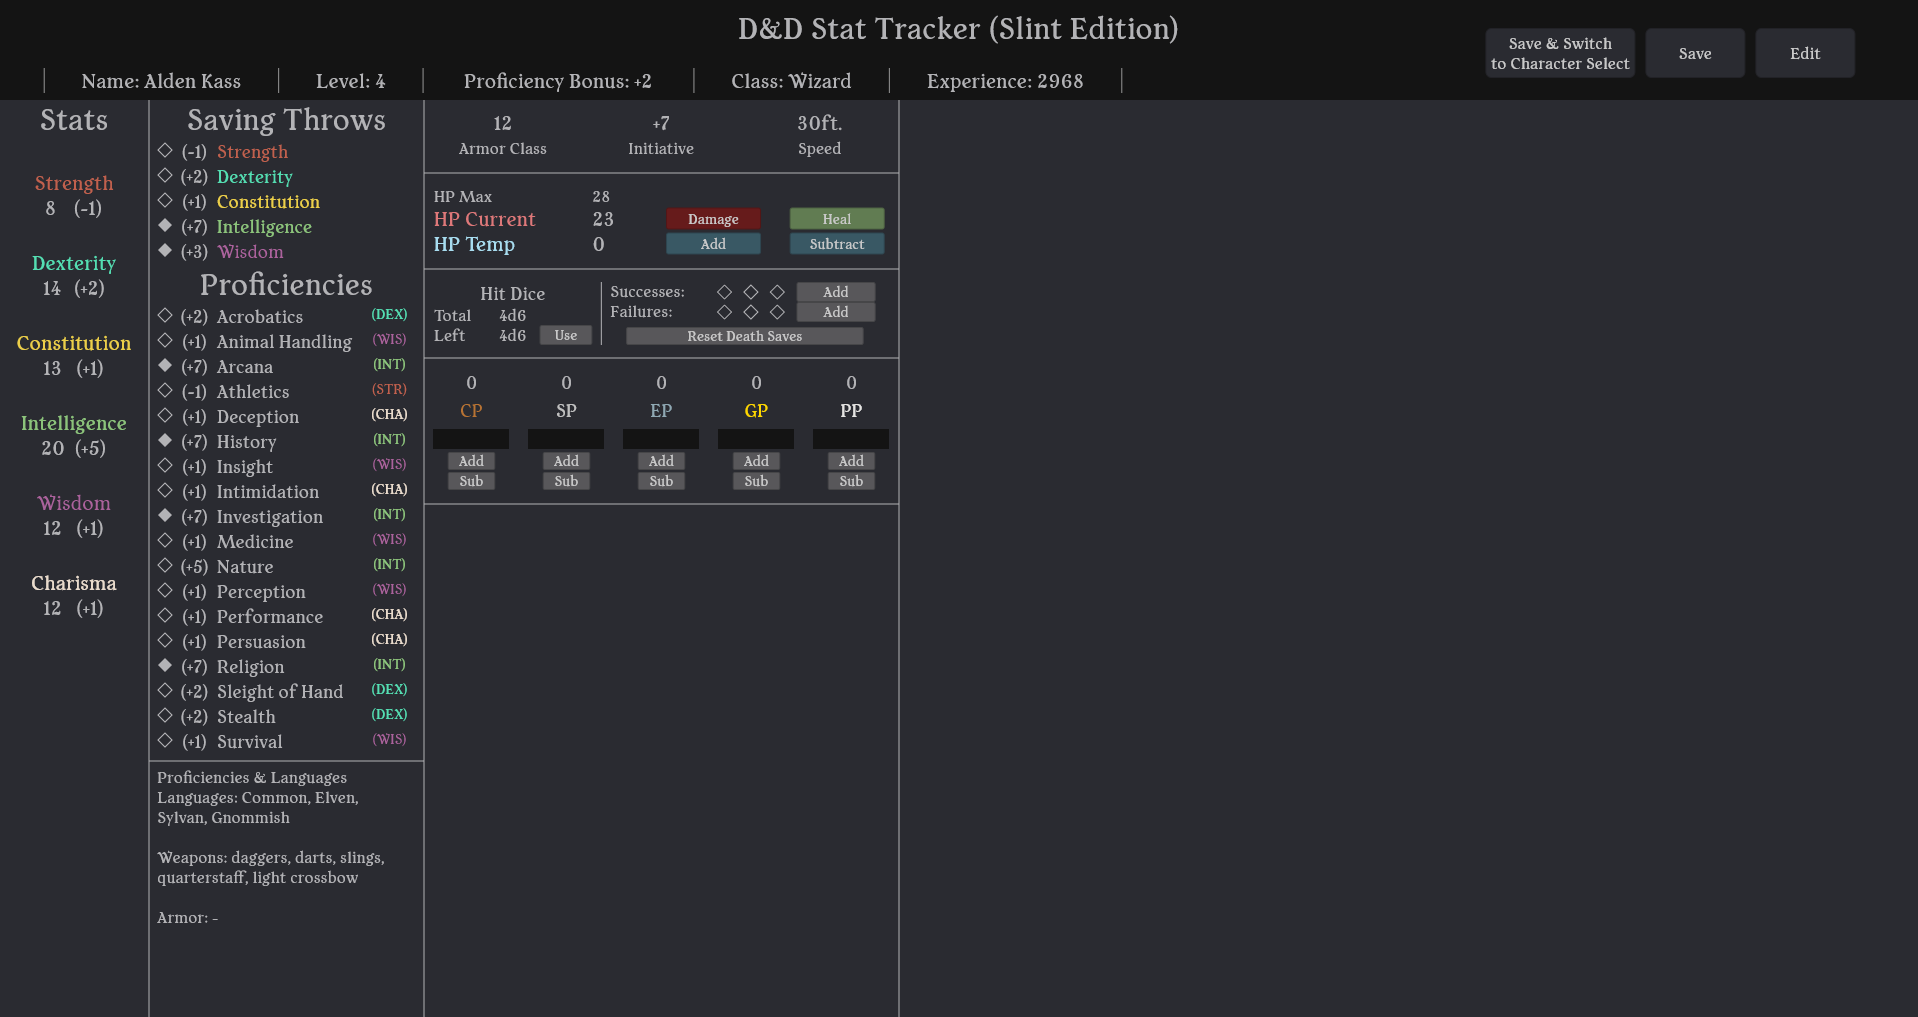 D&D Stat Tracker (Slint Edition)
Save & Switch
to Character Select
Save
Edit
Name: Alden Kass
Level: 4
Proficiency Bonus: +2
Class: Wizard
Experience: 2968
Stats
Strength
8 (-1)
Dexterity
14 (+2)
Constitution
13 (+1)
Intelligence
20 (+5)
Wisdom
12 (+1)
Charisma
12 (+1)
Saving Throws
(-1) Strength
(+2) Dexterity
(+1) Constitution
(+7) Intelligence
(+3) Wisdom
Proficiencies
(+2) Acrobatics (DEX)
(+1) Animal Handling (WIS)
(+7) Arcana (INT)
(-1) Athletics (STR)
(+1) Deception (CHA)
(+7) History (INT)
(+1) Insight (WIS)
(+1) Intimidation (CHA)
(+7) Investigation (INT)
(+1) Medicine (WIS)
(+5) Nature (INT)
(+1) Perception (WIS)
(+1) Performance (CHA)
(+1) Persuasion (CHA)
(+7) Religion (INT)
(+2) Sleight of Hand (DEX)
(+2) Stealth (DEX)
(+1) Survival (WIS)
Proficiencies & Languages
Languages: Common, Elven,
Sylvan, Gnommish
Weapons: daggers, darts, slings,
quarterstaff, light crossbow
Armor: -
12 +7 30ft.
Armor Class Initiative Speed
HP Max 28
HP Current 23 Damage Heal
HP Temp 0 Add Subtract
Hit Dice
Total 4d6
Left 4d6 Use
Successes: Add
Failures: Add
Reset Death Saves
0 0 0 0 0
CP SP EP GP PP
Add Add Add Add Add
Sub Sub Sub Sub Sub